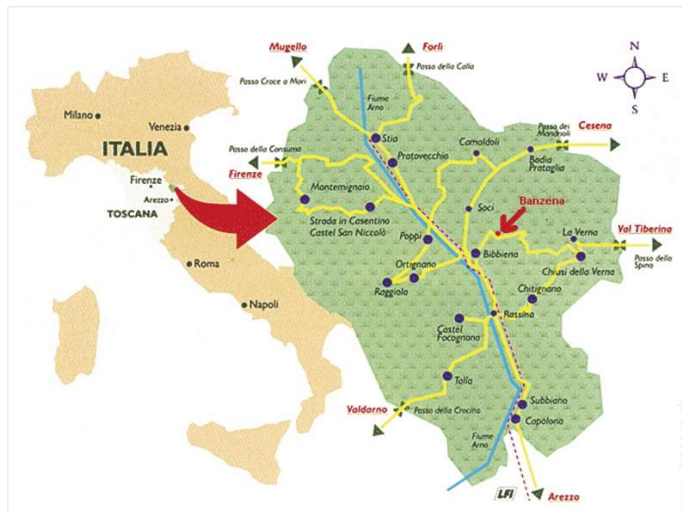 Mugello
Forlì
N
W
E
S
Passo della Calla
Passo Croce a Mori
Fiume
Arno
Milano
Venezia
ITALIA
Firenze
Arezzo
TOSCANA
Roma
Napoli
Stia
Pratovecchio
Camaldoli
Passo dei
Mandrioli
Cesena
Badia
Prataglia
Passo della Consuma
Firenze
Montemignaio
Strada in Casentino
Castel San Niccolò
Soci
Banzena
Poppi
Bibbiena
La Verna
Val Tiberina
Passo dello
Spino
Chiusi della Verna
Ortignano
Raggiolo
Chitignano
Rassina
Castel
Focognano
Talla
Valdarno
Passo della Crocina
Subbiano
Capolona
Fiume
Arno
LFI
Arezzo